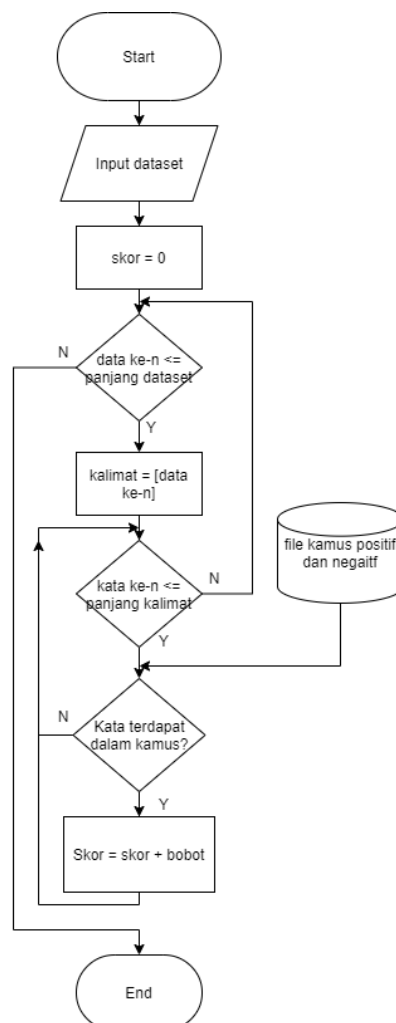 Start
Input dataset
skor = 0
data ke-n <=
panjang dataset
N
Y
kalimat = [data
ke-n]
kata ke-n <=
panjang kalimat
N
Y
file kamus positif
dan negaitf
Kata terdapat
dalam kamus?
N
Y
Skor = skor + bobot
End